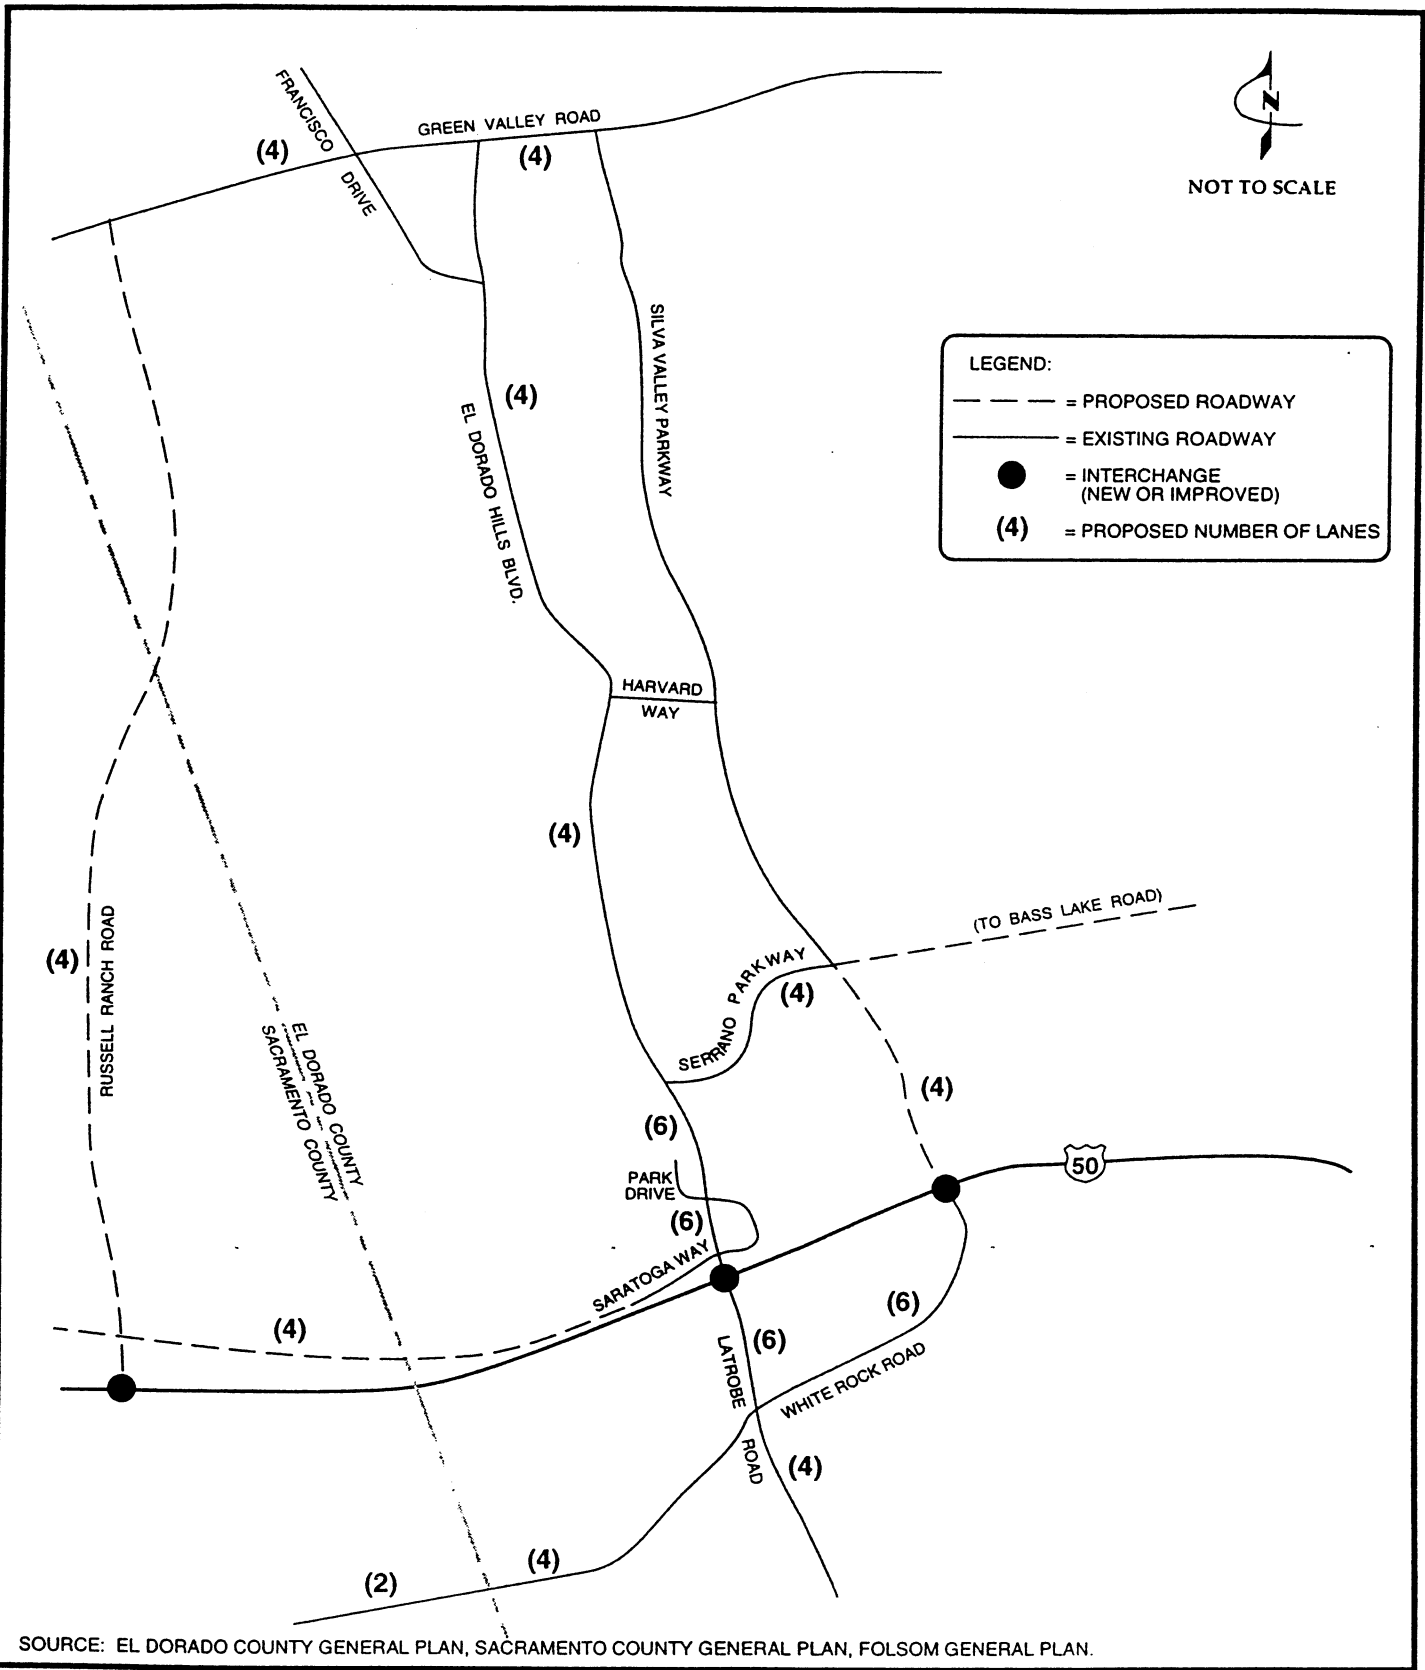 FRANCISCO
DRIVE
GREEN VALLEY ROAD
(4)
(4)
N
NOT TO SCALE
SILVA VALLEY PARKWAY
(4)
EL DORADO HILLS BLVD.
LEGEND:
= PROPOSED ROADWAY
= EXISTING ROADWAY
= INTERCHANGE
(NEW OR IMPROVED)
(4) = PROPOSED NUMBER OF LANES
HARVARD
WAY
(4)
(TO BASS LAKE ROAD)
SERRANO PARKWAY
(4)
(4)
RUSSELL RANCH ROAD
EL DORADO COUNTY
SACRAMENTO COUNTY
(4)
(6)
50
PARK
DRIVE
(6)
SARATOGA WAY
(4)
(6)
(6)
LATROBE
ROAD
WHITE ROCK ROAD
(4)
(4)
(2)
SOURCE: EL DORADO COUNTY GENERAL PLAN, SACRAMENTO COUNTY GENERAL PLAN, FOLSOM GENERAL PLAN.